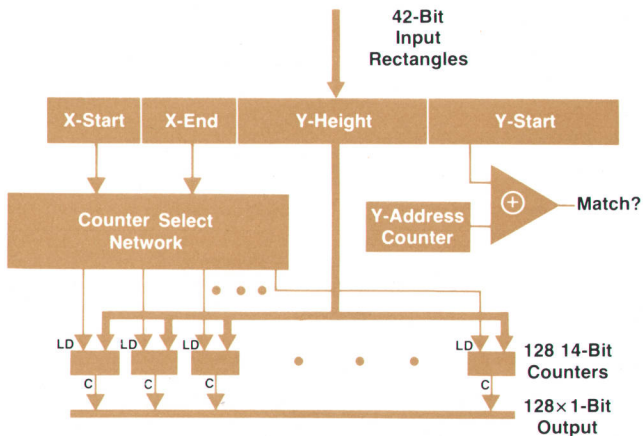 42-Bit
Input
Rectangles
X-Start X-End Y-Height Y-Start
Counter Select
Network
Y-Address
Counter
+
Match?
LD LD LD LD
128 14-Bit
Counters
C C C C
128×1-Bit
Output